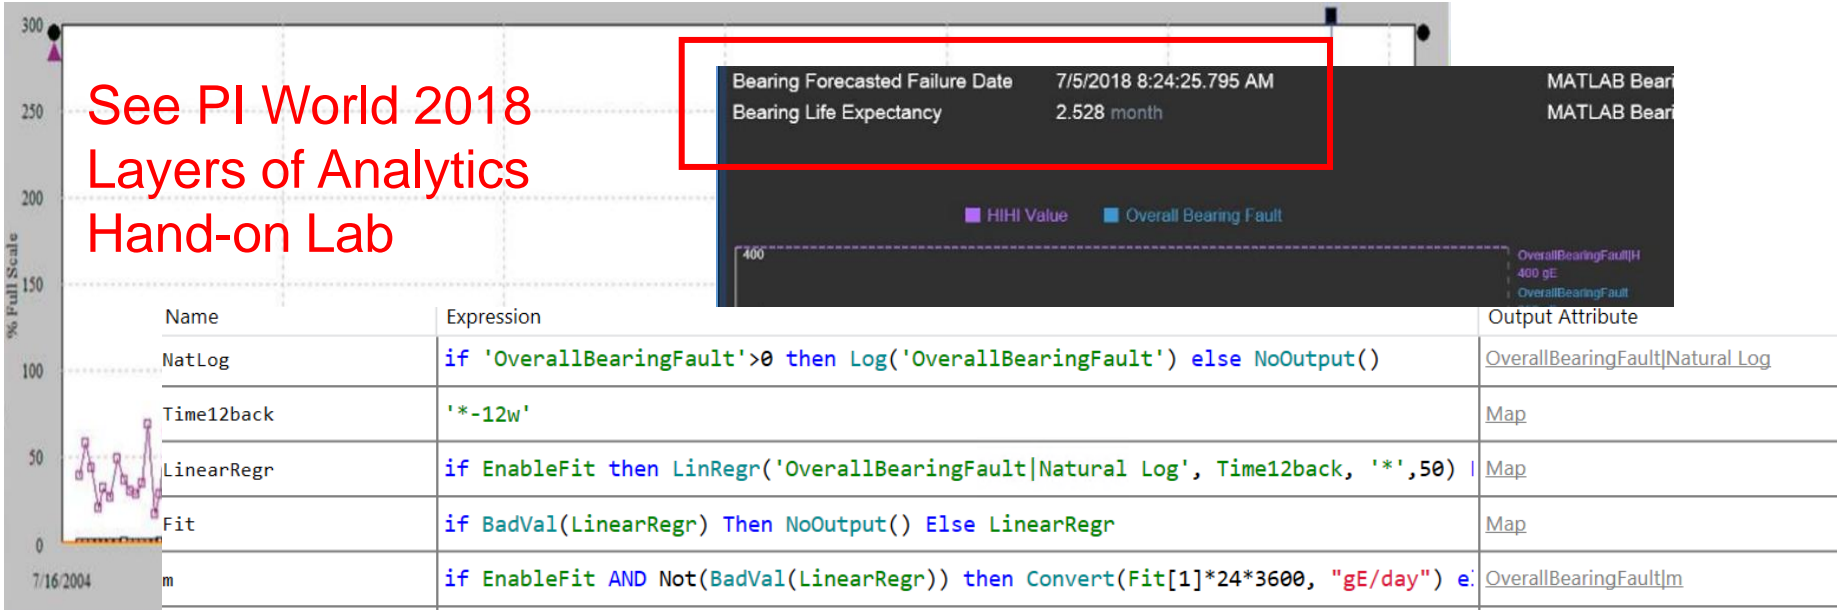 300
250
200
150
100
50
0
% Full Scale
7/16/2004
See PI World 2018
Layers of Analytics
Hand-on Lab
Bearing Forecasted Failure Date 7/5/2018 8:24:25.795 AM MATLAB Beari
Bearing Life Expectancy 2.528 month MATLAB Beari
HIHI Value Overall Bearing Fault
400
OverallBearingFault|H
400 gE
OverallBearingFault
Name Expression Output Attribute
NatLog if 'OverallBearingFault'>0 then Log('OverallBearingFault') else NoOutput() OverallBearingFault|Natural Log
Time12back '*-12w' Map
LinearRegr if EnableFit then LinRegr('OverallBearingFault|Natural Log', Time12back, '*',50) Map
Fit if BadVal(LinearRegr) Then NoOutput() Else LinearRegr Map
m if EnableFit AND Not(BadVal(LinearRegr)) then Convert(Fit[1]*24*3600, "gE/day") e OverallBearingFault|m